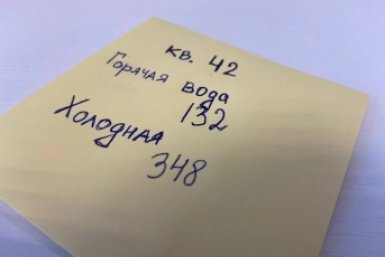 кв. 42
Горячая вода
132
Холодная
348